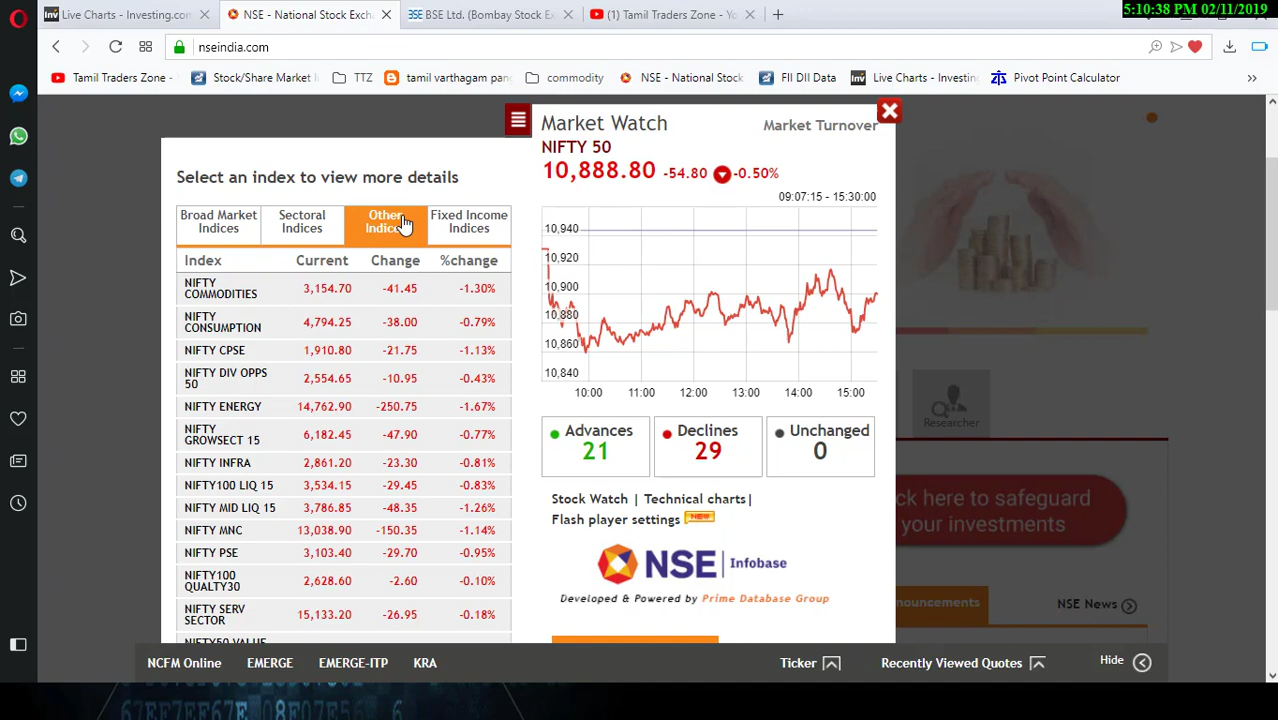 5:10:38 PM 02/11/2019
Live Charts - Investing.com
NSE - National Stock Excha
BSE Ltd. (Bombay Stock E
(1) Tamil Traders Zone - Yo
nseindia.com
Tamil Traders Zone -
Stock/Share Market
TTZ
tamil varthagam pan
commodity
NSE - National Stock
FII DII Data
Live Charts - Investin
Pivot Point Calculator
Market Watch
Market Turnover
NIFTY 50
10,888.80 -54.80 -0.50%
09:07:15 - 15:30:00
Select an index to view more details
Broad Market Indices
Sectoral Indices
Other Indices
Fixed Income Indices
Index Current Change %change
NIFTY COMMODITIES 3,154.70 -41.45 -1.30%
NIFTY CONSUMPTION 4,794.25 -38.00 -0.79%
NIFTY CPSE 1,910.80 -21.75 -1.13%
NIFTY DIV OPPS 50 2,554.65 -10.95 -0.43%
NIFTY ENERGY 14,762.90 -250.75 -1.67%
NIFTY GROWSECT 15 6,182.45 -47.90 -0.77%
NIFTY INFRA 2,861.20 -23.30 -0.81%
NIFTY100 LIQ 15 3,534.15 -29.45 -0.83%
NIFTY MID LIQ 15 3,786.85 -48.35 -1.26%
NIFTY MNC 13,038.90 -150.35 -1.14%
NIFTY PSE 3,103.40 -29.70 -0.95%
NIFTY100 QUALTY30 2,628.60 -2.60 -0.10%
NIFTY SERV SECTOR 15,133.20 -26.95 -0.18%
10,940
10,920
10,900
10,880
10,860
10,840
10:00 11:00 12:00 13:00 14:00 15:00
Advances 21
Declines 29
Unchanged 0
Stock Watch | Technical charts|
Flash player settings NEW
NSE | Infobase
Developed & Powered by Prime Database Group
Researcher
ck here to safeguard
your investments
nouncements
NSE News
NCFM Online EMERGE EMERGE-ITP KRA
Ticker
Recently Viewed Quotes
Hide